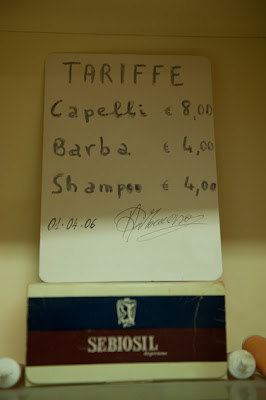 TARIFFE
Capelli € 8,00
Barba € 4,00
Shampoo € 4,00
01-04-06
SEBIOSIL